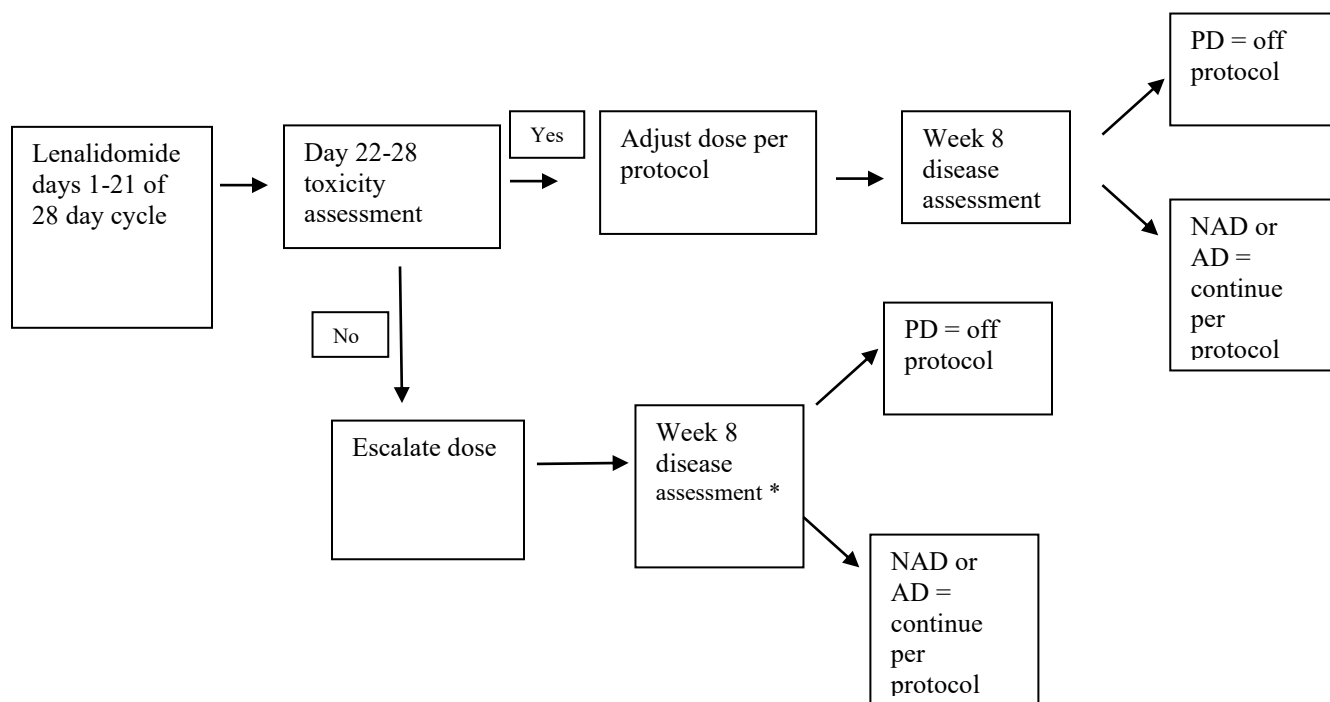 Lenalidomide
days 1-21 of
28 day cycle
Day 22-28
toxicity
assessment
Yes
Adjust dose per
protocol
Week 8
disease
assessment
PD = off
protocol
NAD or
AD =
continue
per
protocol
No
Escalate dose
Week 8
disease
assessment *
PD = off
protocol
NAD or
AD =
continue
per
protocol